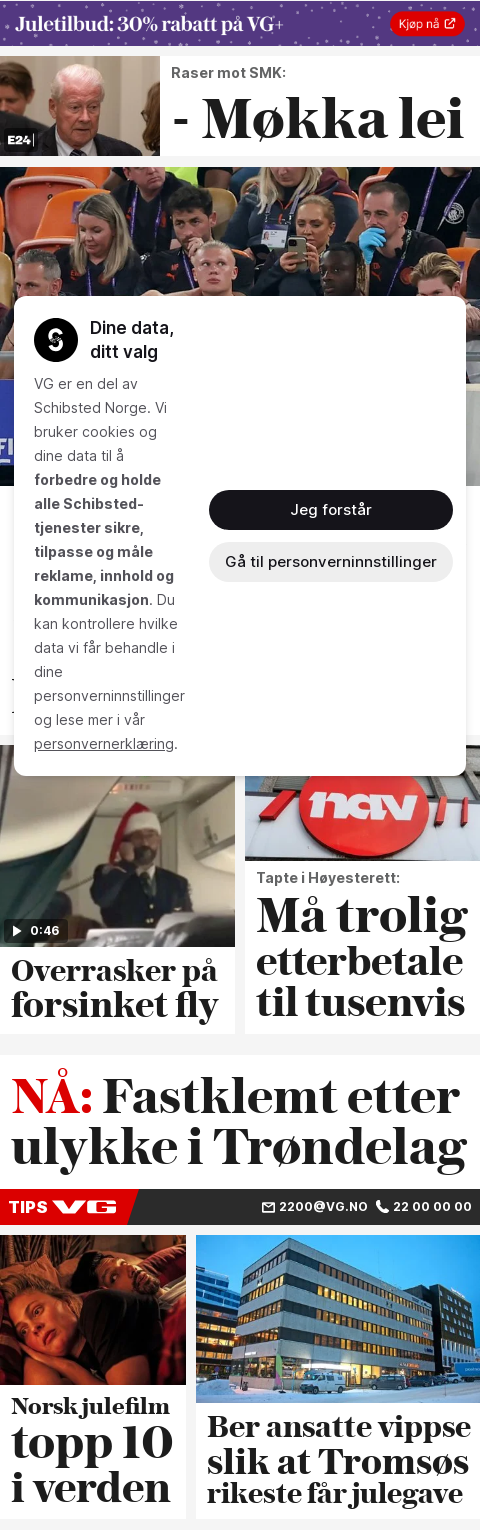 Juletilbud: 30% rabatt på VG+
Kjøp nå
Raser mot SMK:
- Møkka lei
E24
Dine data,
ditt valg
VG er en del av
Schibsted Norge. Vi
bruker cookies og
dine data til å
forbedre og holde
alle Schibsted-
tjenester sikre,
tilpasse og måle
reklame, innhold og
kommunikasjon. Du
kan kontrollere hvilke
data vi får behandle i
dine
personverninnstillinger
og lese mer i vår
personvernerklæring.
Jeg forstår
Gå til personverninnstillinger
0:46
Overrasker på
forsinket fly
nav
Tapte i Høyesterett:
Må trolig
etterbetale
til tusenvis
NÅ: Fastklemt etter
ulykke i Trøndelag
TIPS VG
2200@VG.NO 22 00 00 00
Norsk julefilm
topp 10
i verden
Ber ansatte vippse
slik at Tromsøs
rikeste får julegave